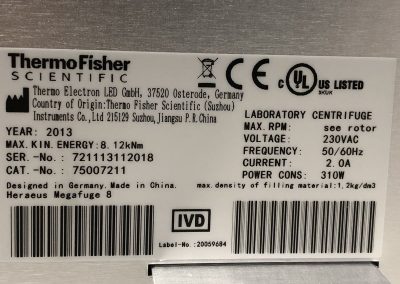 ThermoFisher
SCIENTIFIC
Thermo Electron LED GmbH, 37520 Osterode, Germany
Country of Origin:Thermo Fisher Scientific (Suzhou)
Instruments Co.,Ltd 215129 Suzhou,Jiangsu P.R.China
CE
c UL US LISTED
5KUK
YEAR: 2013
MAX.KIN.ENERGY:8.12kNm
SER.-No.: 721113112018
CAT.-No.: 75007211
LABORATORY CENTRIFUGE
MAX.RPM: see rotor
VOLTAGE: 230VAC
FREQUENCY: 50/60Hz
CURRENT: 2.0A
POWER CONS: 310W
Designed in Germany. Made in China.
Heraeus Megafuge 8
max.density of filling material:1,2kg/dm3
IVD
Label-No.:20059684